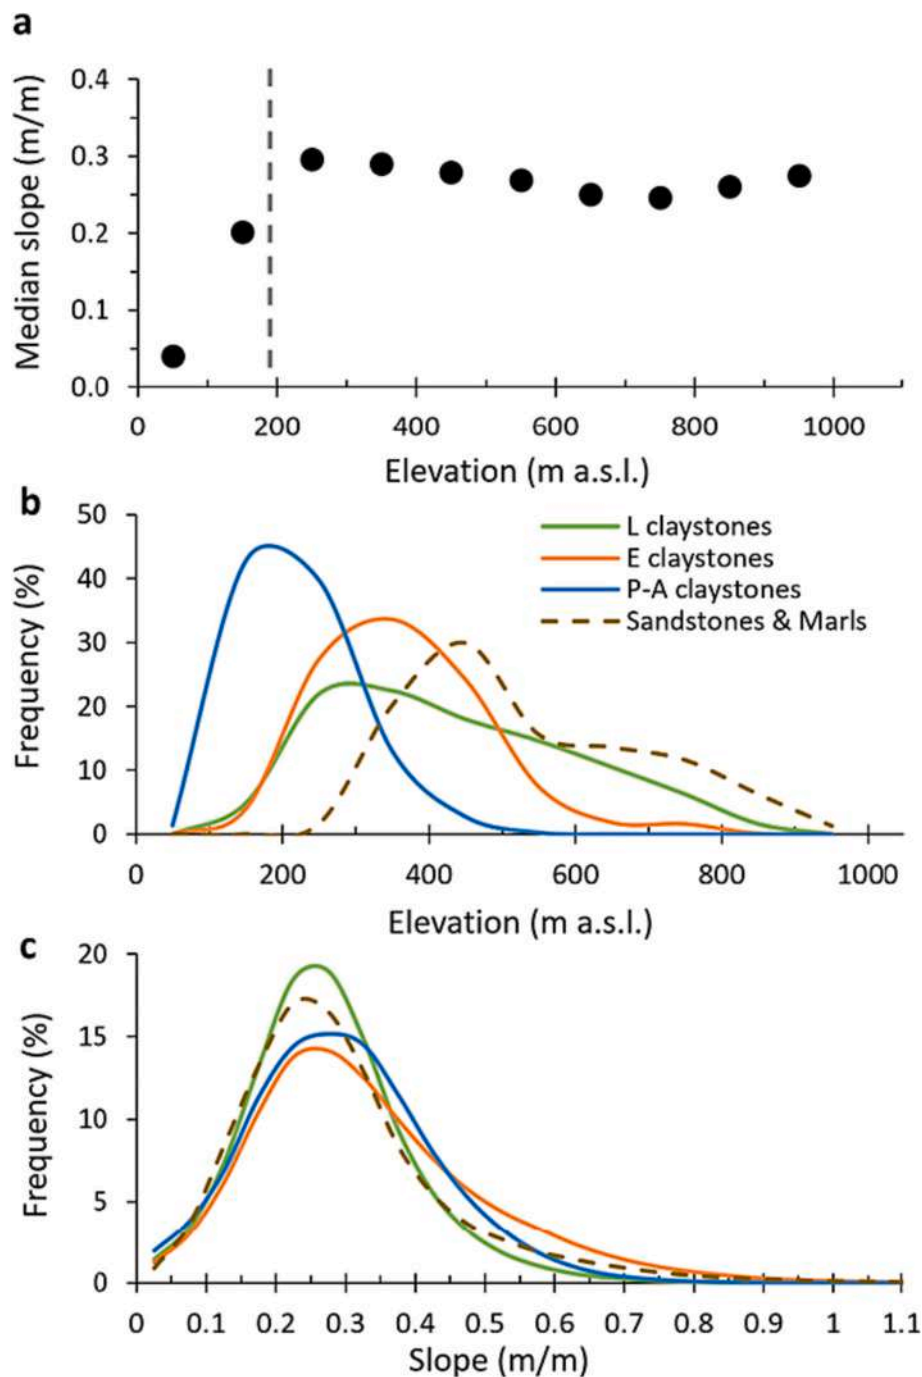 a
Median slope (m/m)
0.4
0.3
0.2
0.1
0.0
0 200 400 600 800 1000
Elevation (m a.s.l.)
b
Frequency (%)
50
40
30
20
10
0
L claystones
E claystones
P-A claystones
Sandstones & Marls
0 200 400 600 800 1000
Elevation (m a.s.l.)
c
Frequency (%)
20
15
10
5
0
0 0.1 0.2 0.3 0.4 0.5 0.6 0.7 0.8 0.9 1 1.1
Slope (m/m)